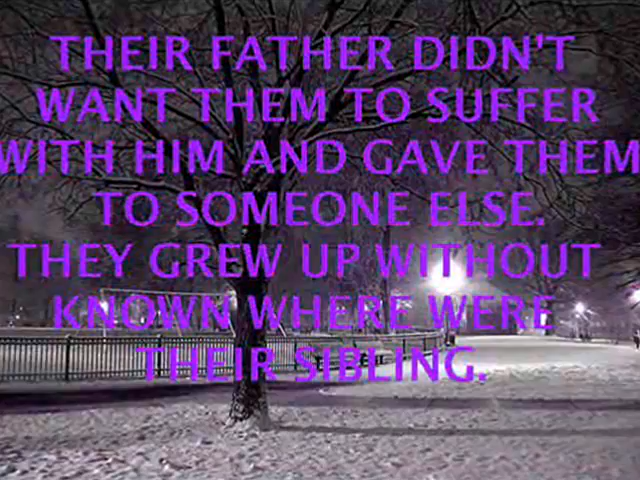 THEIR FATHER DIDN'T
WANT THEM TO SUFFER
WITH HIM AND GAVE THEM
TO SOMEONE ELSE.
THEY GREW UP WITHOUT
KNOWN WHERE WERE
THEIR SIBLING.